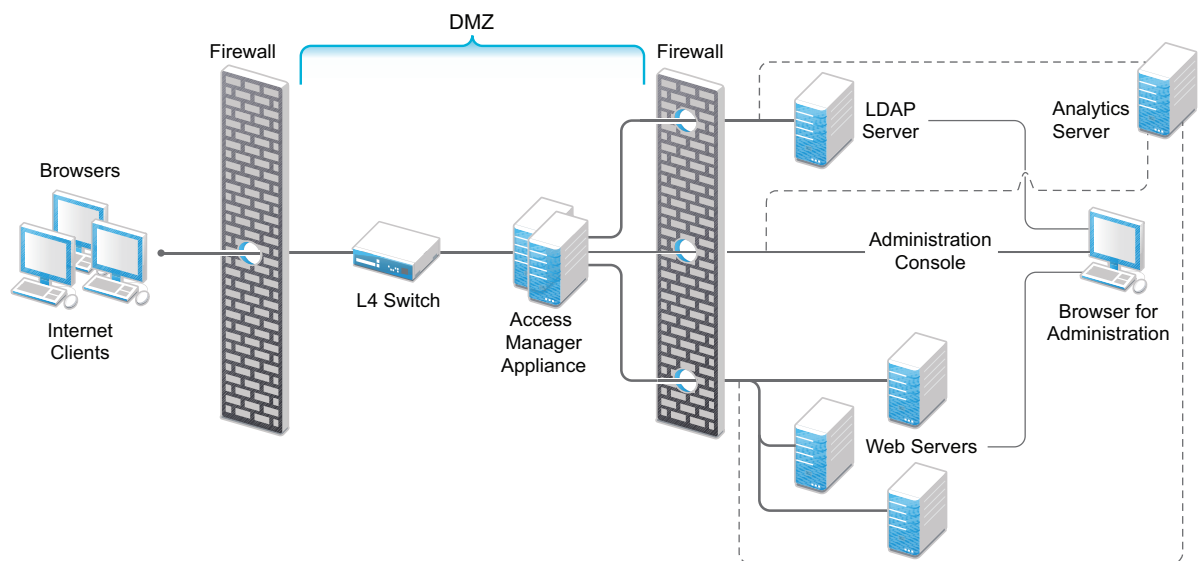 DMZ
Firewall
Firewall
LDAP
Server
Analytics
Server
Browsers
Internet
Clients
L4 Switch
Access
Manager
Appliance
Administration
Console
Browser for
Administration
Web Servers